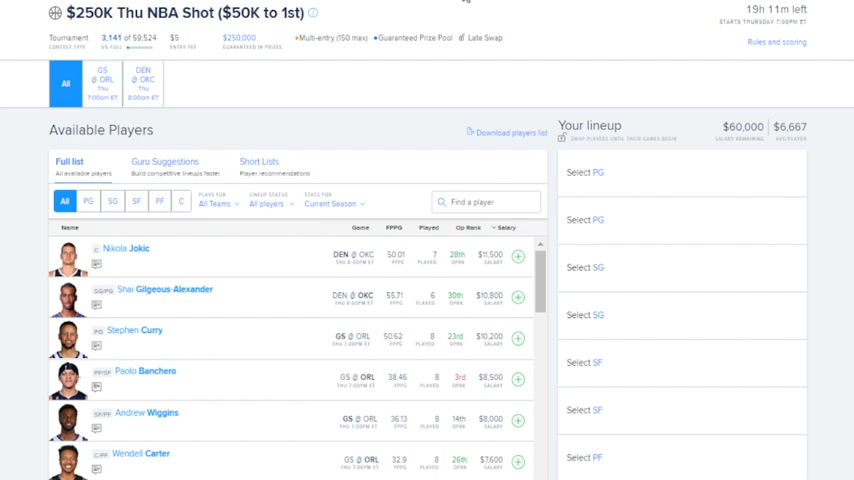 $250K Thu NBA Shot ($50K to 1st)
19h 11m left
STARTS THURSDAY 7:00PM ET
Tournament 3,141 of 59,524 $5 $250,000 •Multi-entry (150 max) •Guaranteed Prize Pool Late Swap
CONTEST TYPE 5% FULL ENTRY FEE GUARANTEED IN PRIZES
Rules and scoring
All
GS @ ORL Thu 7:00pm ET
DEN @ OKC Thu 8:00pm ET
Available Players
Download players list
Full list Guru Suggestions Short Lists
All available players Build competitive lineups faster Player recommendations
All PG SG SF PF C
PLAYS FOR LINEUP STATUS STATS FOR
All Teams All players Current Season
Find a player
Name Game FPPG Played Op Rank Salary
C Nikola Jokic DEN @ OKC 50.01 7 28th $11,500
THU 8:00PM ET FPPG PLAYED OPRK SALARY
SG/PG Shai Gilgeous-Alexander DEN @ OKC 55.71 6 30th $10,800
THU 8:00PM ET FPPG PLAYED OPRK SALARY
PG Stephen Curry GS @ ORL 50.62 8 23rd $10,200
THU 7:00PM ET FPPG PLAYED OPRK SALARY
PF/SF Paolo Banchero GS @ ORL 38.46 8 3rd $8,500
THU 7:00PM ET FPPG PLAYED OPRK SALARY
SF/PF Andrew Wiggins GS @ ORL 36.13 8 14th $8,000
THU 7:00PM ET FPPG PLAYED OPRK SALARY
C/PF Wendell Carter GS @ ORL 32.9 8 26th $7,600
THU 7:00PM ET FPPG PLAYED OPRK SALARY
Your lineup $60,000 $6,667
SWAP PLAYERS UNTIL THEIR GAMES BEGIN SALARY REMAINING AVG/PLAYER
Select PG
Select PG
Select SG
Select SG
Select SF
Select SF
Select PF